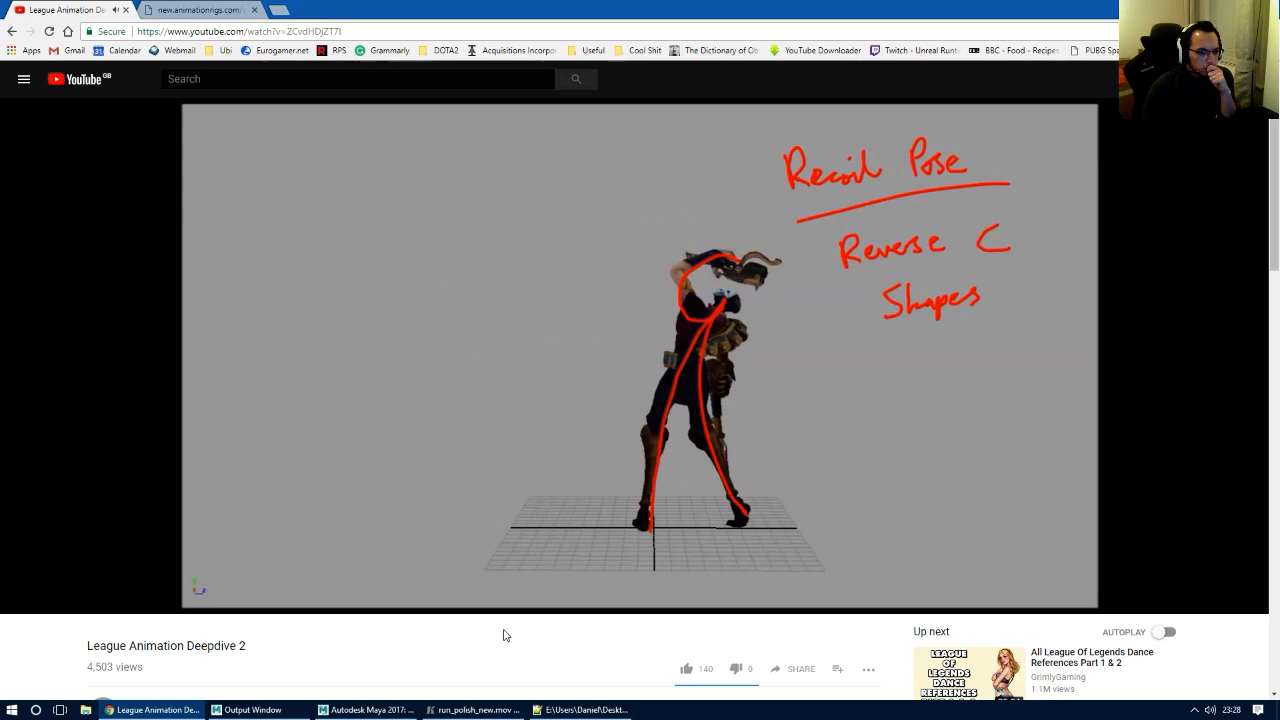 League Animation De
new.animationrigs.com/
Secure
https://www.youtube.com/watch?v=ZCvdHDjZT7I
Apps
Gmail
Calendar
Webmail
Ubi
Eurogamer.net
RPS
Grammarly
DOTA2
Acquisitions Incorpor
Useful
Cool Shit
The Dictionary of Ob
YouTube Downloader
Twitch - Unreal Runti
BBC - Food - Recipes
PUBG Spa
YouTube GB
Search
Recoil Pose
Reverse C
Shapes
League Animation Deepdive 2
4,503 views
140
0
SHARE
Up next
AUTOPLAY
LEAGUE
OF
LEGENDS
DANCE
REFERENCES
All League Of Legends Dance
References Part 1 & 2
GrimlyGaming
1.1M views
League Animation De...
Output Window
Autodesk Maya 2017: ...
run_polish_new.mov ...
E:\Users\Daniel\Deskt...
23:28